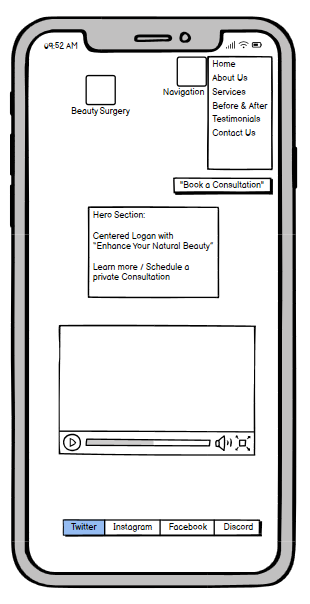 09:52 AM
Home
About Us
Services
Before & After
Testimonials
Contact Us
Navigation
Beauty Surgery
"Book a Consultation"
Hero Section:
Centered Logan with
"Enhance Your Natural Beauty"
Learn more / Schedule a
private Consultation
Twitter
Instagram
Facebook
Discord